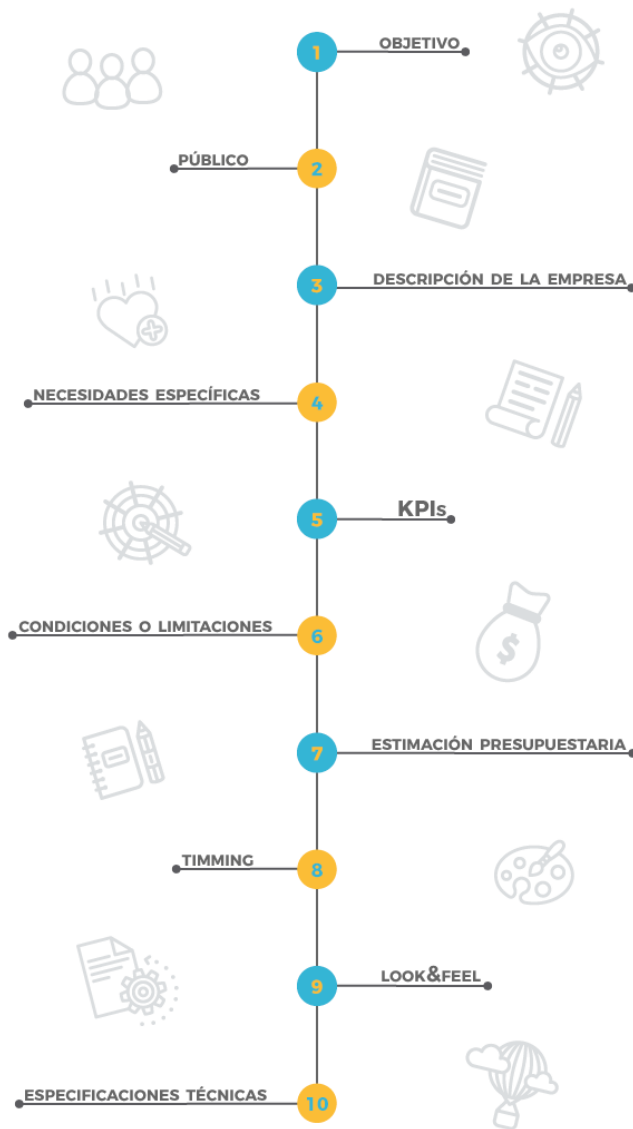 1
OBJETIVO
PÚBLICO
2
3
DESCRIPCIÓN DE LA EMPRESA
NECESIDADES ESPECÍFICAS
4
5
KPIs
CONDICIONES O LIMITACIONES
6
$
7
ESTIMACIÓN PRESUPUESTARIA
TIMMING
8
9
LOOK&FEEL
ESPECIFICACIONES TÉCNICAS
10